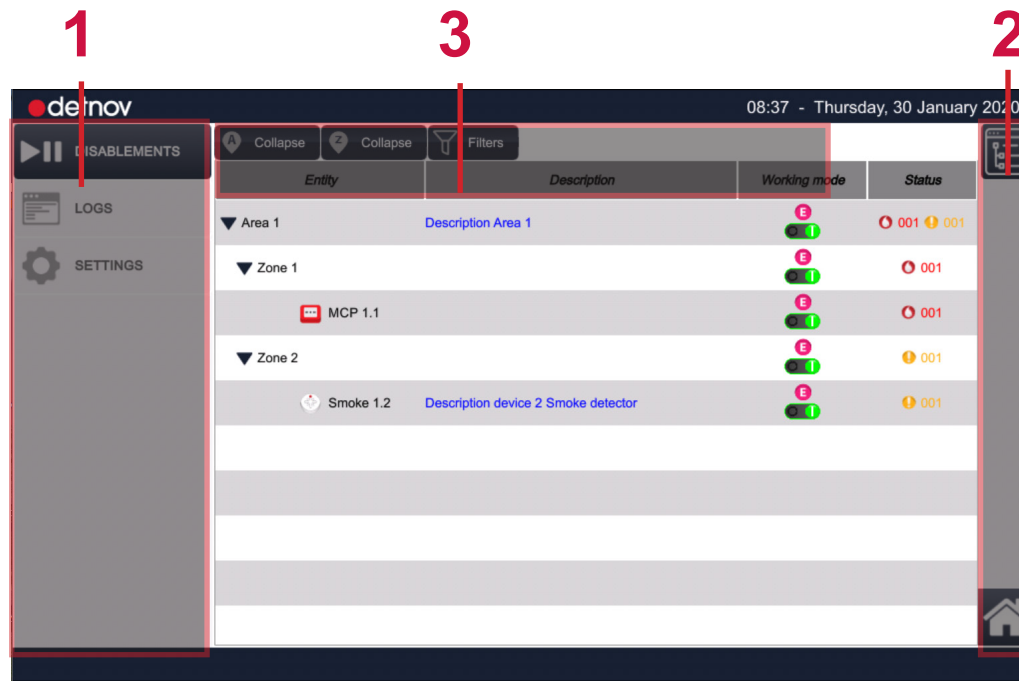 1 3 2
detnov 08:37 - Thursday, 30 January 2020
DISABLEMENTS
A Collapse Z Collapse Filters
Entity Description Working mode Status
LOGS
Area 1 Description Area 1 E I 001 001
SETTINGS
Zone 1 E I 001
MCP 1.1 E I 001
Zone 2 E I 001
Smoke 1.2 Description device 2 Smoke detector E I 001